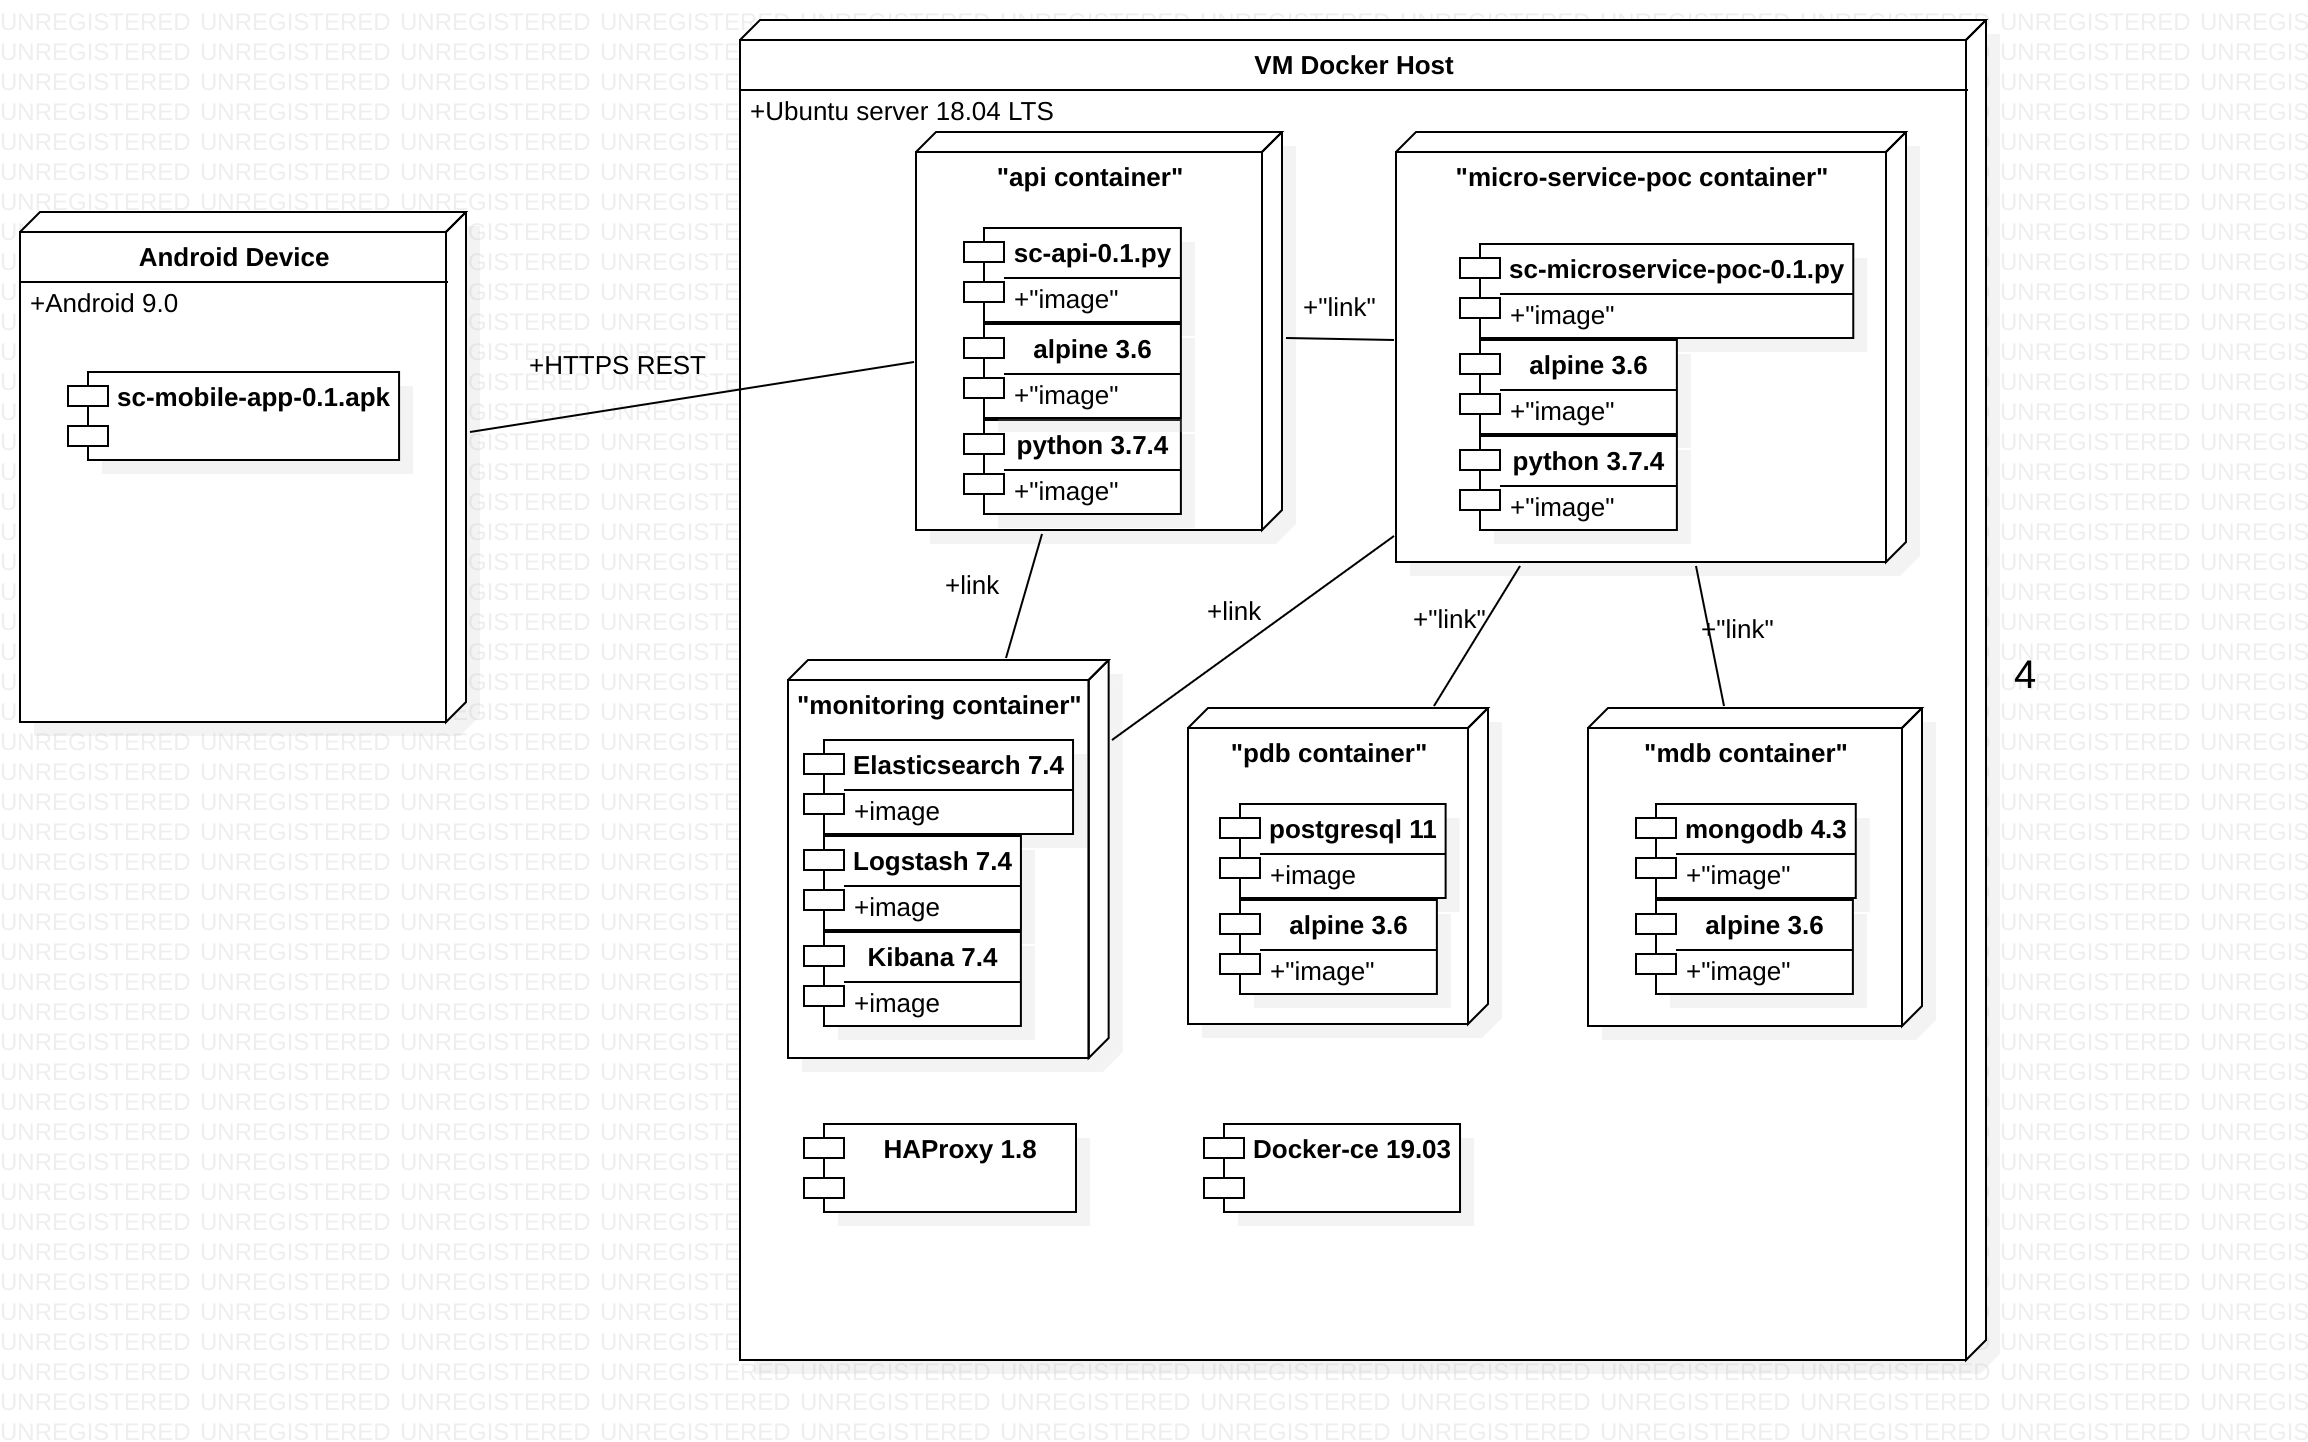 VM Docker Host
+Ubuntu server 18.04 LTS
"api container"
sc-api-0.1.py
+"image"
alpine 3.6
+"image"
python 3.7.4
+"image"
+"link"
"micro-service-poc container"
sc-microservice-poc-0.1.py
+"image"
alpine 3.6
+"image"
python 3.7.4
+"image"
Android Device
+Android 9.0
sc-mobile-app-0.1.apk
+HTTPS REST
+link
+link
+"link"
+"link"
4
"monitoring container"
Elasticsearch 7.4
+image
Logstash 7.4
+image
Kibana 7.4
+image
"pdb container"
postgresql 11
+image
alpine 3.6
+"image"
"mdb container"
mongodb 4.3
+"image"
alpine 3.6
+"image"
HAProxy 1.8
Docker-ce 19.03
UNREGISTERED